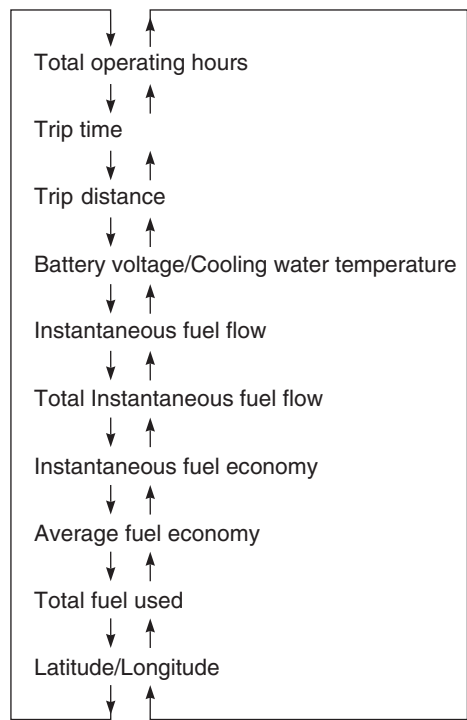 Total operating hours
Trip time
Trip distance
Battery voltage/Cooling water temperature
Instantaneous fuel flow
Total Instantaneous fuel flow
Instantaneous fuel economy
Average fuel economy
Total fuel used
Latitude/Longitude